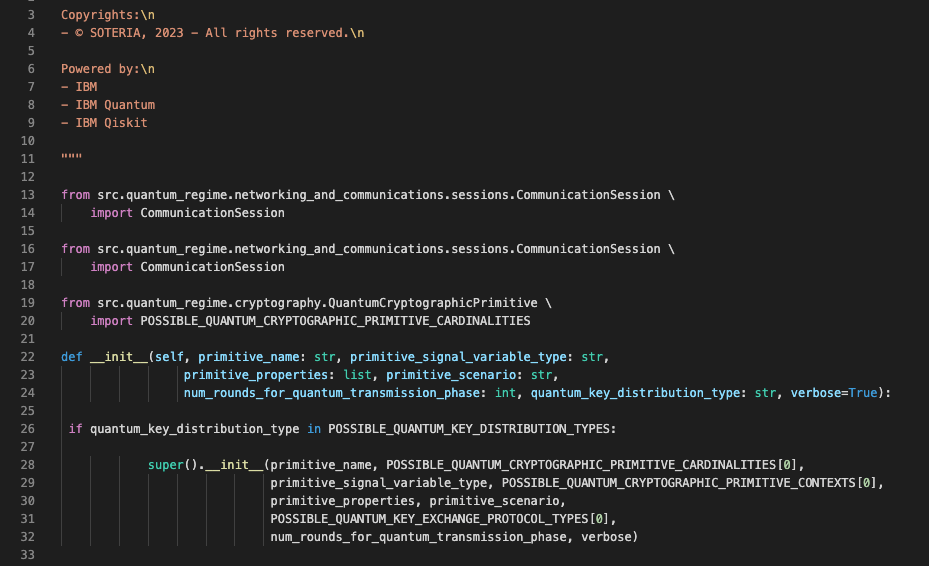 3 Copyrights:\n
4 - © SOTERIA, 2023 - All rights reserved.\n
5
6 Powered by:\n
7 - IBM
8 - IBM Quantum
9 - IBM Qiskit
10
11 """
12
13 from src.quantum_regime.networking_and_communications.sessions.CommunicationSession \
14     import CommunicationSession
15
16 from src.quantum_regime.networking_and_communications.sessions.CommunicationSession \
17     import CommunicationSession
18
19 from src.quantum_regime.cryptography.QuantumCryptographicPrimitive \
20     import POSSIBLE_QUANTUM_CRYPTOGRAPHIC_PRIMITIVE_CARDINALITIES
21
22 def __init__(self, primitive_name: str, primitive_signal_variable_type: str,
23                  primitive_properties: list, primitive_scenario: str,
24                  num_rounds_for_quantum_transmission_phase: int, quantum_key_distribution_type: str, verbose=True):
25
26  if quantum_key_distribution_type in POSSIBLE_QUANTUM_KEY_DISTRIBUTION_TYPES:
27
28             super().__init__(primitive_name, POSSIBLE_QUANTUM_CRYPTOGRAPHIC_PRIMITIVE_CARDINALITIES[0],
29                              primitive_signal_variable_type, POSSIBLE_QUANTUM_CRYPTOGRAPHIC_PRIMITIVE_CONTEXTS[0],
30                              primitive_properties, primitive_scenario,
31                              POSSIBLE_QUANTUM_KEY_EXCHANGE_PROTOCOL_TYPES[0],
32                              num_rounds_for_quantum_transmission_phase, verbose)
33